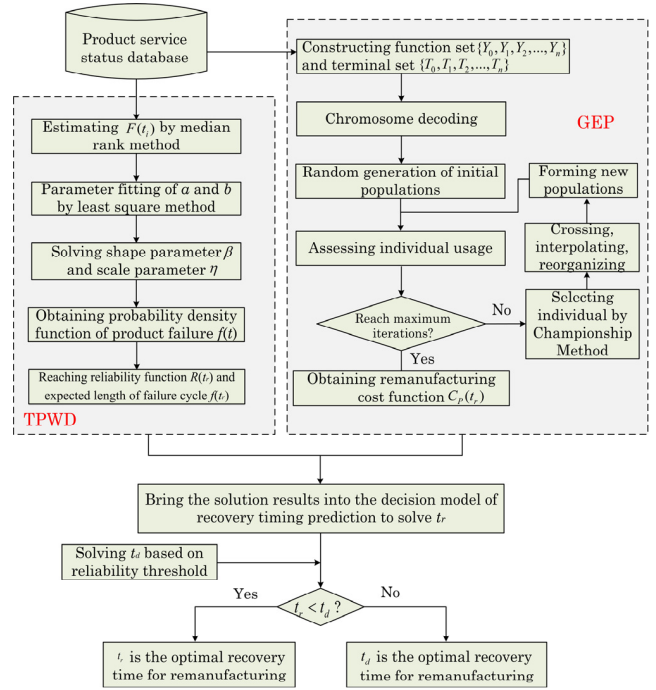 Product service
status database
Constructing function set {Y₀,Y₁,Y₂,...,Yₙ}
and terminal set {T₀,T₁,T₂,...,Tₙ}
GEP
Estimating F(tᵢ) by median
rank method
Parameter fitting of a and b
by least square method
Solving shape parameter β
and scale parameter η
Obtaining probability density
function of product failure f(t)
Reaching reliability function R(tᵣ) and
expected length of failure cycle f(tᵣ)
TPWD
Chromosome decoding
Random generation of initial
populations
Assessing individual usage
Reach maximum
iterations?
No
Yes
Obtaining remanufacturing
cost function Cₚ(tᵣ)
Selecting
individual by
Championship
Method
Crossing,
interpolating,
reorganizing
Forming new
populations
Bring the solution results into the decision model of
recovery timing prediction to solve tᵣ
Solving t_d based on
reliability threshold
tᵣ < t_d ?
Yes
No
tᵣ is the optimal recovery
time for remanufacturing
t_d is the optimal recovery
time for remanufacturing